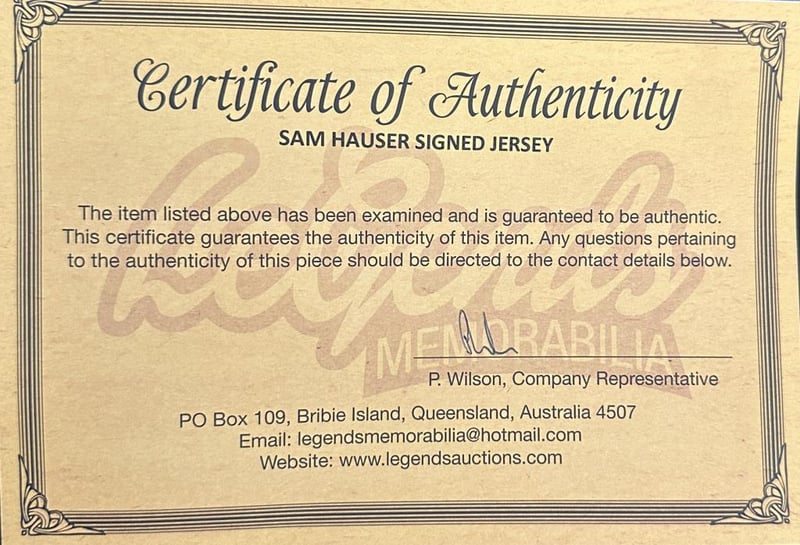 Certificate of Authenticity
SAM HAUSER SIGNED JERSEY
The item listed above has been examined and is guaranteed to be authentic.
This certificate guarantees the authenticity of this item. Any questions pertaining
to the authenticity of this piece should be directed to the contact details below.
Legends
MEMORABILIA
P. Wilson, Company Representative
PO Box 109, Bribie Island, Queensland, Australia 4507
Email: legendsmemorabilia@hotmail.com
Website: www.legendsauctions.com